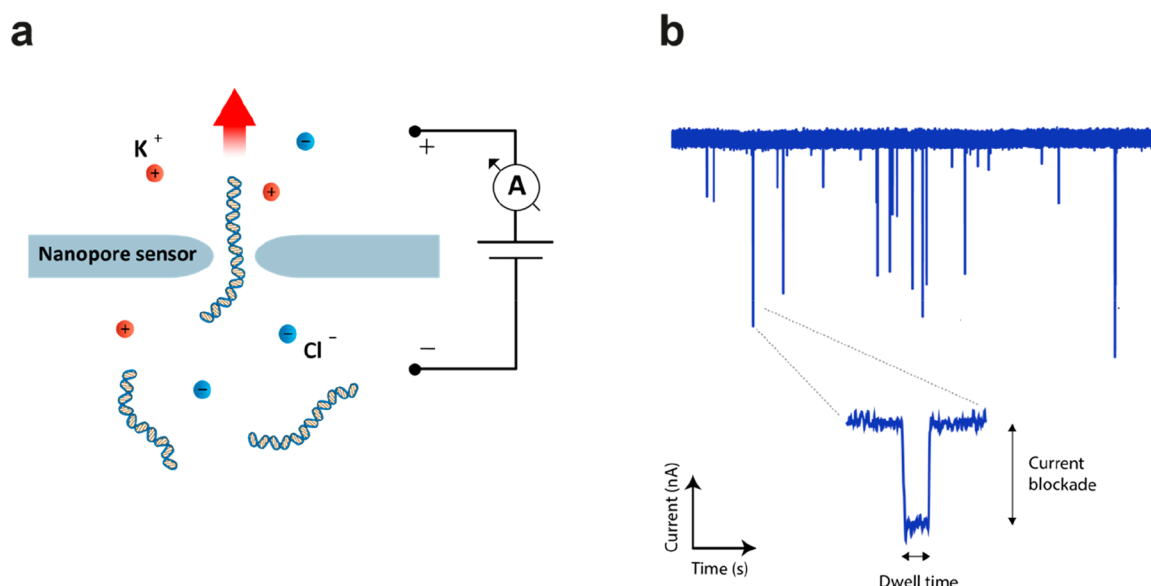 a
b
K +
−
+
+
−
A
+
Nanopore sensor
+
−
Cl −
−
−
Current
blockade
Current (nA)
Time (s)
Dwell time